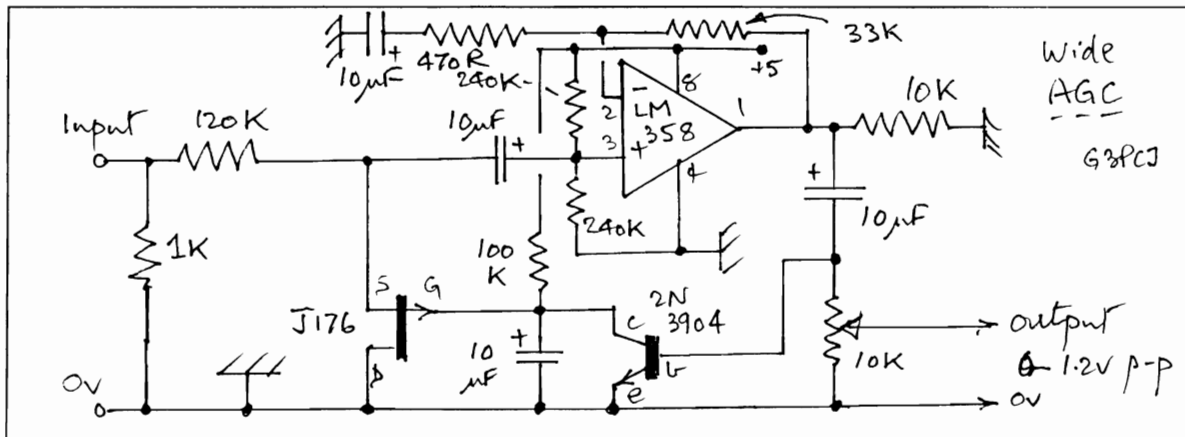 33K
10µF
470R
240K
+5
Wide
AGC
G3PCJ
Input
120K
10µF
+
2
3
-
LM
358
+
8
1
4
10K
+
10µF
1K
240K
100
K
S
G
J176
D
+
10
µF
2N
3904
c
b
e
10K
Output
0 - 1.2V p-p
0V
0V